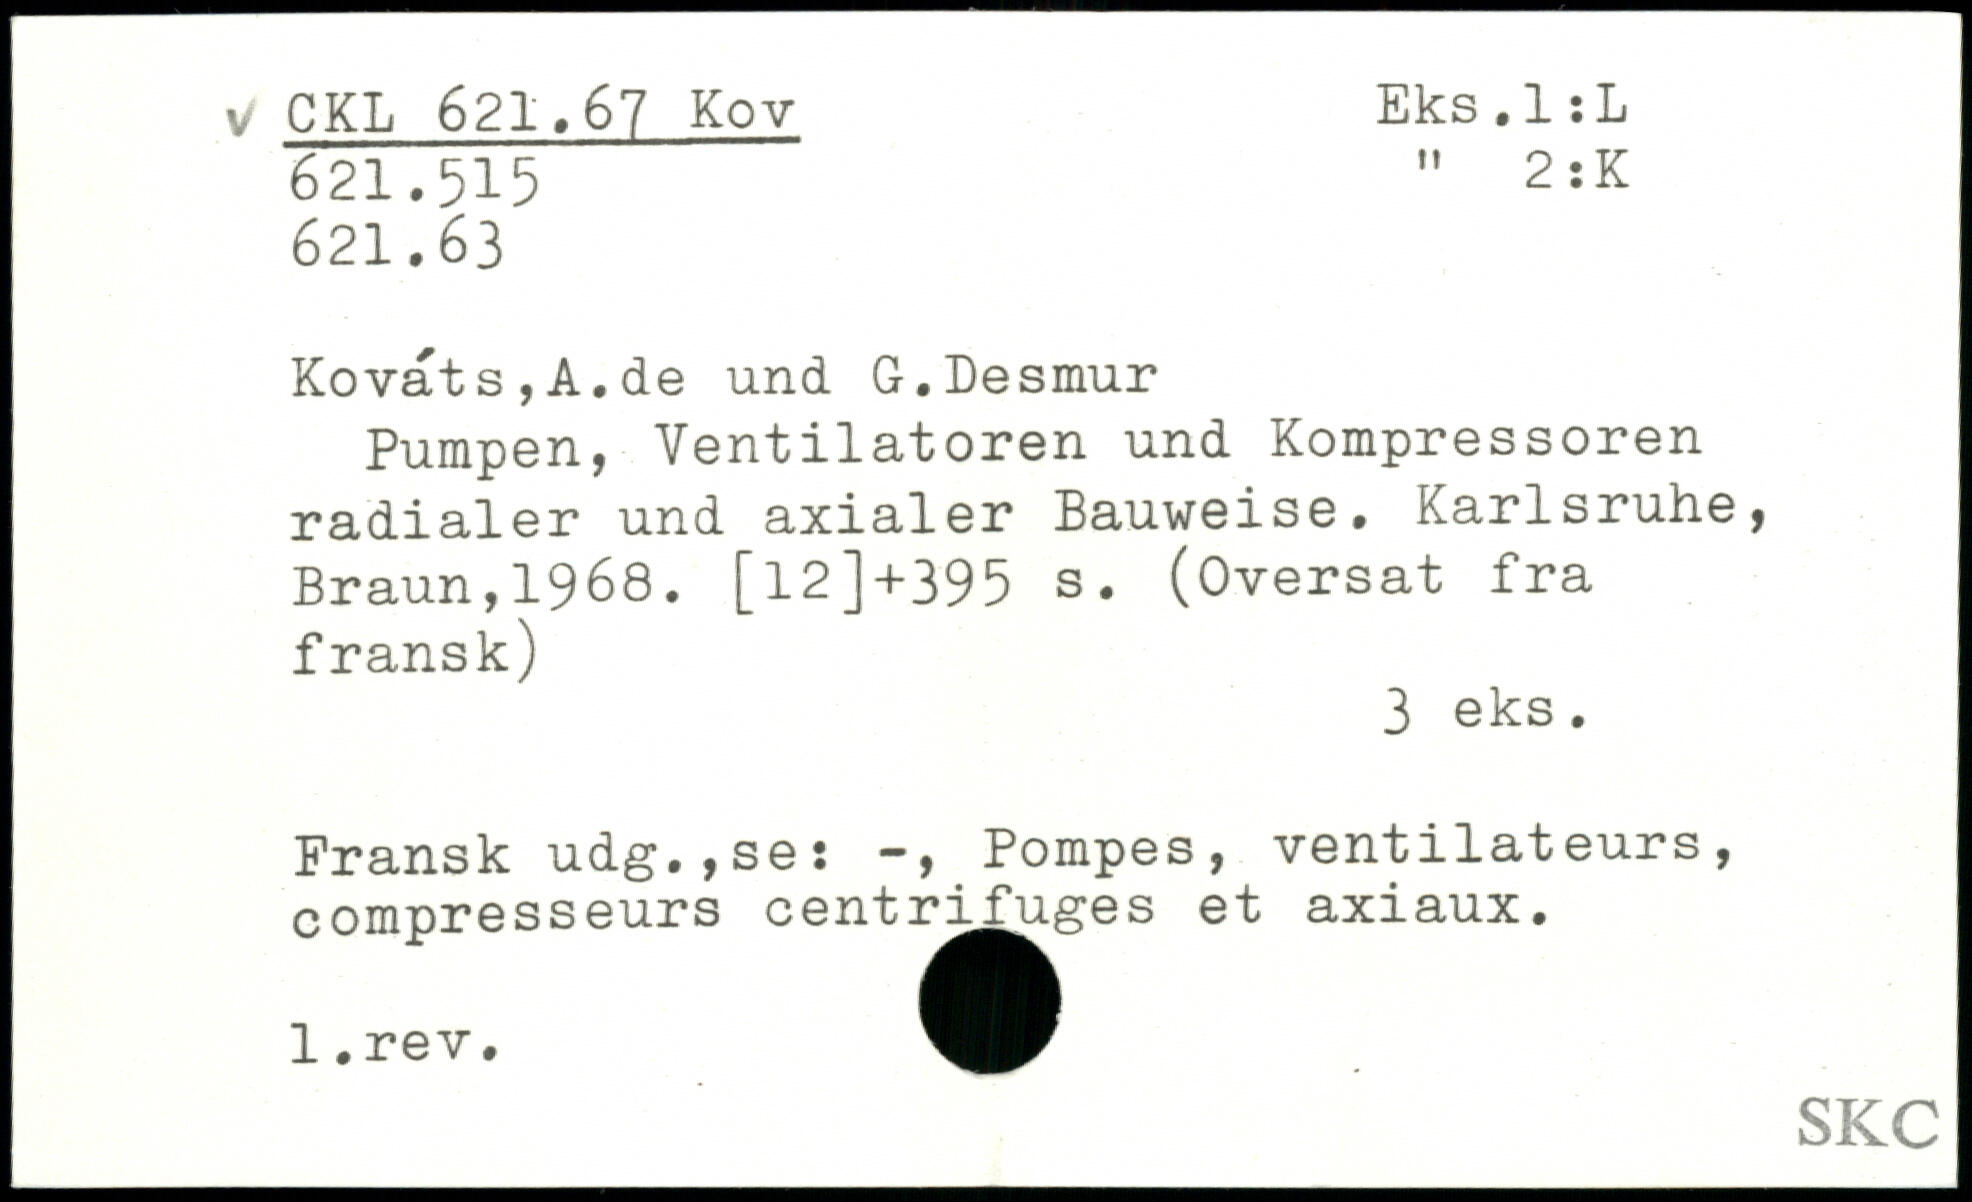 ✓ CKL 621.67 Kov Eks.1:L
621.515 " 2:K
621.63
Kováts,A.de und G.Desmur
Pumpen, Ventilatoren und Kompressoren
radialer und axialer Bauweise. Karlsruhe,
Braun,1968. [12]+395 s. (Oversat fra
fransk)
3 eks.
Fransk udg.,se: -, Pompes, ventilateurs,
compresseurs centrifuges et axiaux.
1.rev.
SKC